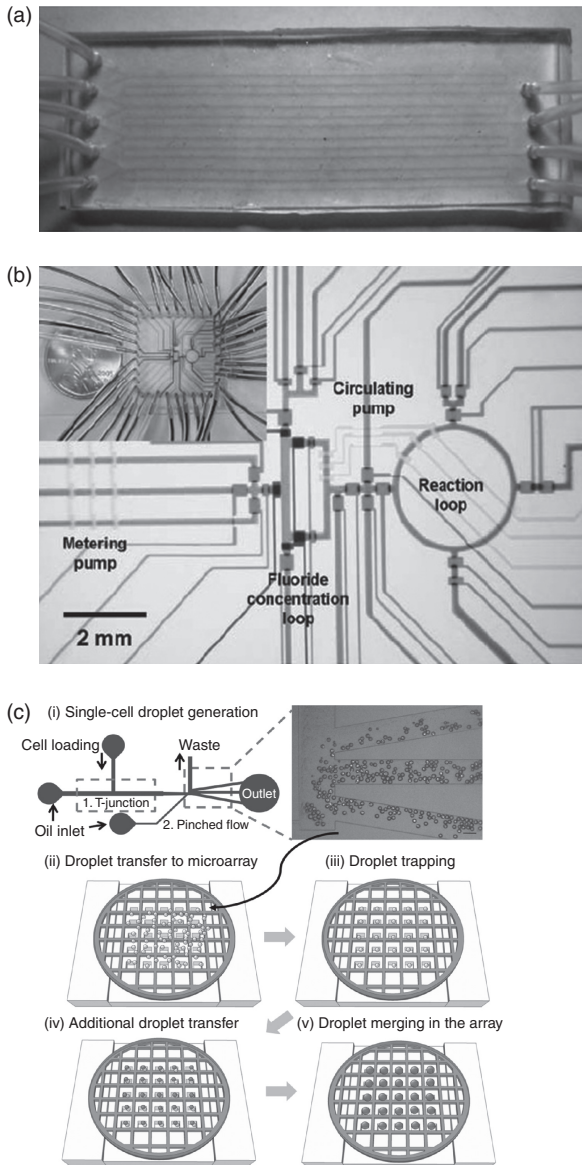 (a)
(b)
Circulating
pump
Reaction
loop
Metering
pump
Fluoride
concentration
loop
2 mm
(c)
(i) Single-cell droplet generation
Cell loading
Waste
1. T-junction
Outlet
Oil inlet
2. Pinched flow
(ii) Droplet transfer to microarray
(iii) Droplet trapping
(iv) Additional droplet transfer
(v) Droplet merging in the array